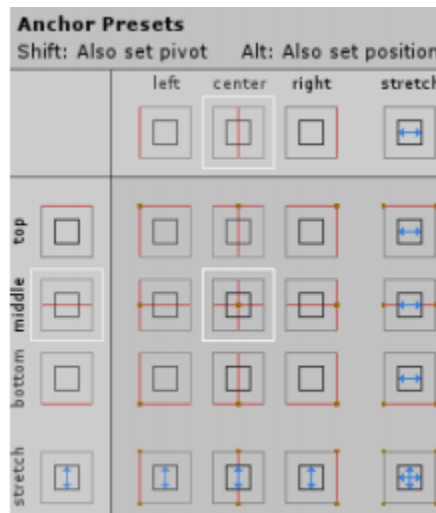 Anchor Presets
Shift: Also set pivot Alt: Also set position
left center right stretch
top
middle
bottom
stretch